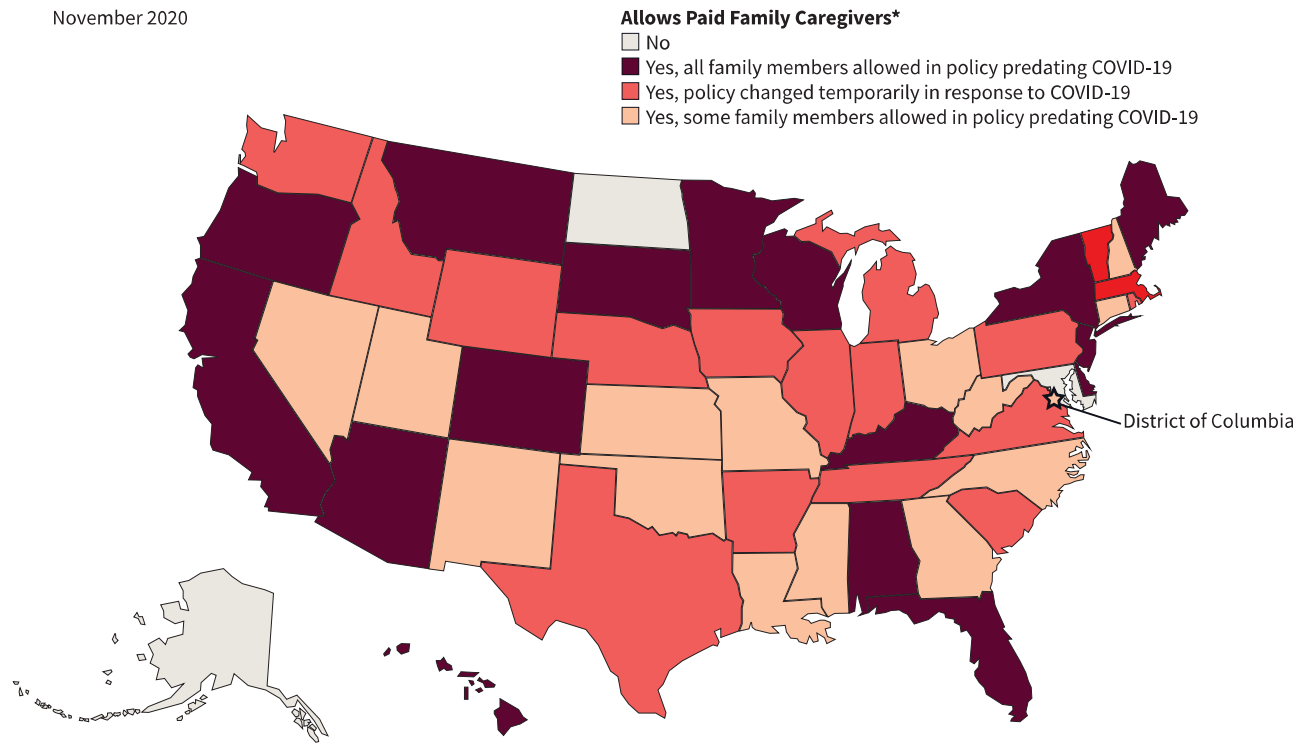 November 2020
Allows Paid Family Caregivers*
No
Yes, all family members allowed in policy predating COVID-19
Yes, policy changed temporarily in response to COVID-19
Yes, some family members allowed in policy predating COVID-19
District of Columbia